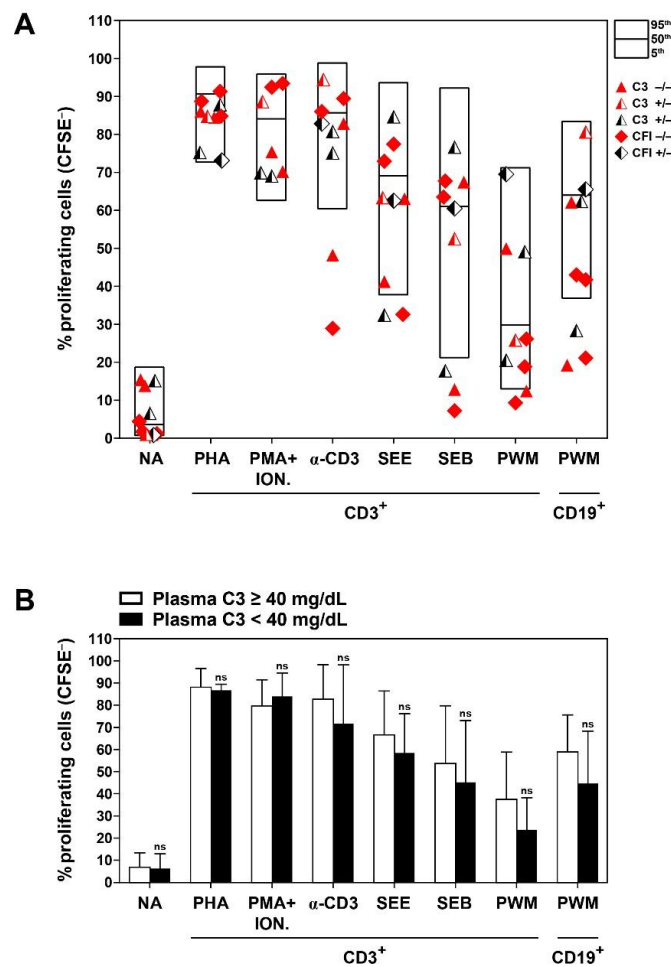 A
95th
50th
5th
C3 −/−
C3 +/−
C3 +/−
CFI −/−
CFI +/−
% proliferating cells (CFSE−)
110
100
90
80
70
60
50
40
30
20
10
0
NA PHA PMA+ ION. α-CD3 SEE SEB PWM PWM
CD3+ CD19+
B
Plasma C3 ≥ 40 mg/dL
Plasma C3 < 40 mg/dL
% proliferating cells (CFSE−)
110
100
90
80
70
60
50
40
30
20
10
0
ns ns ns ns ns ns ns ns
NA PHA PMA+ ION. α-CD3 SEE SEB PWM PWM
CD3+ CD19+